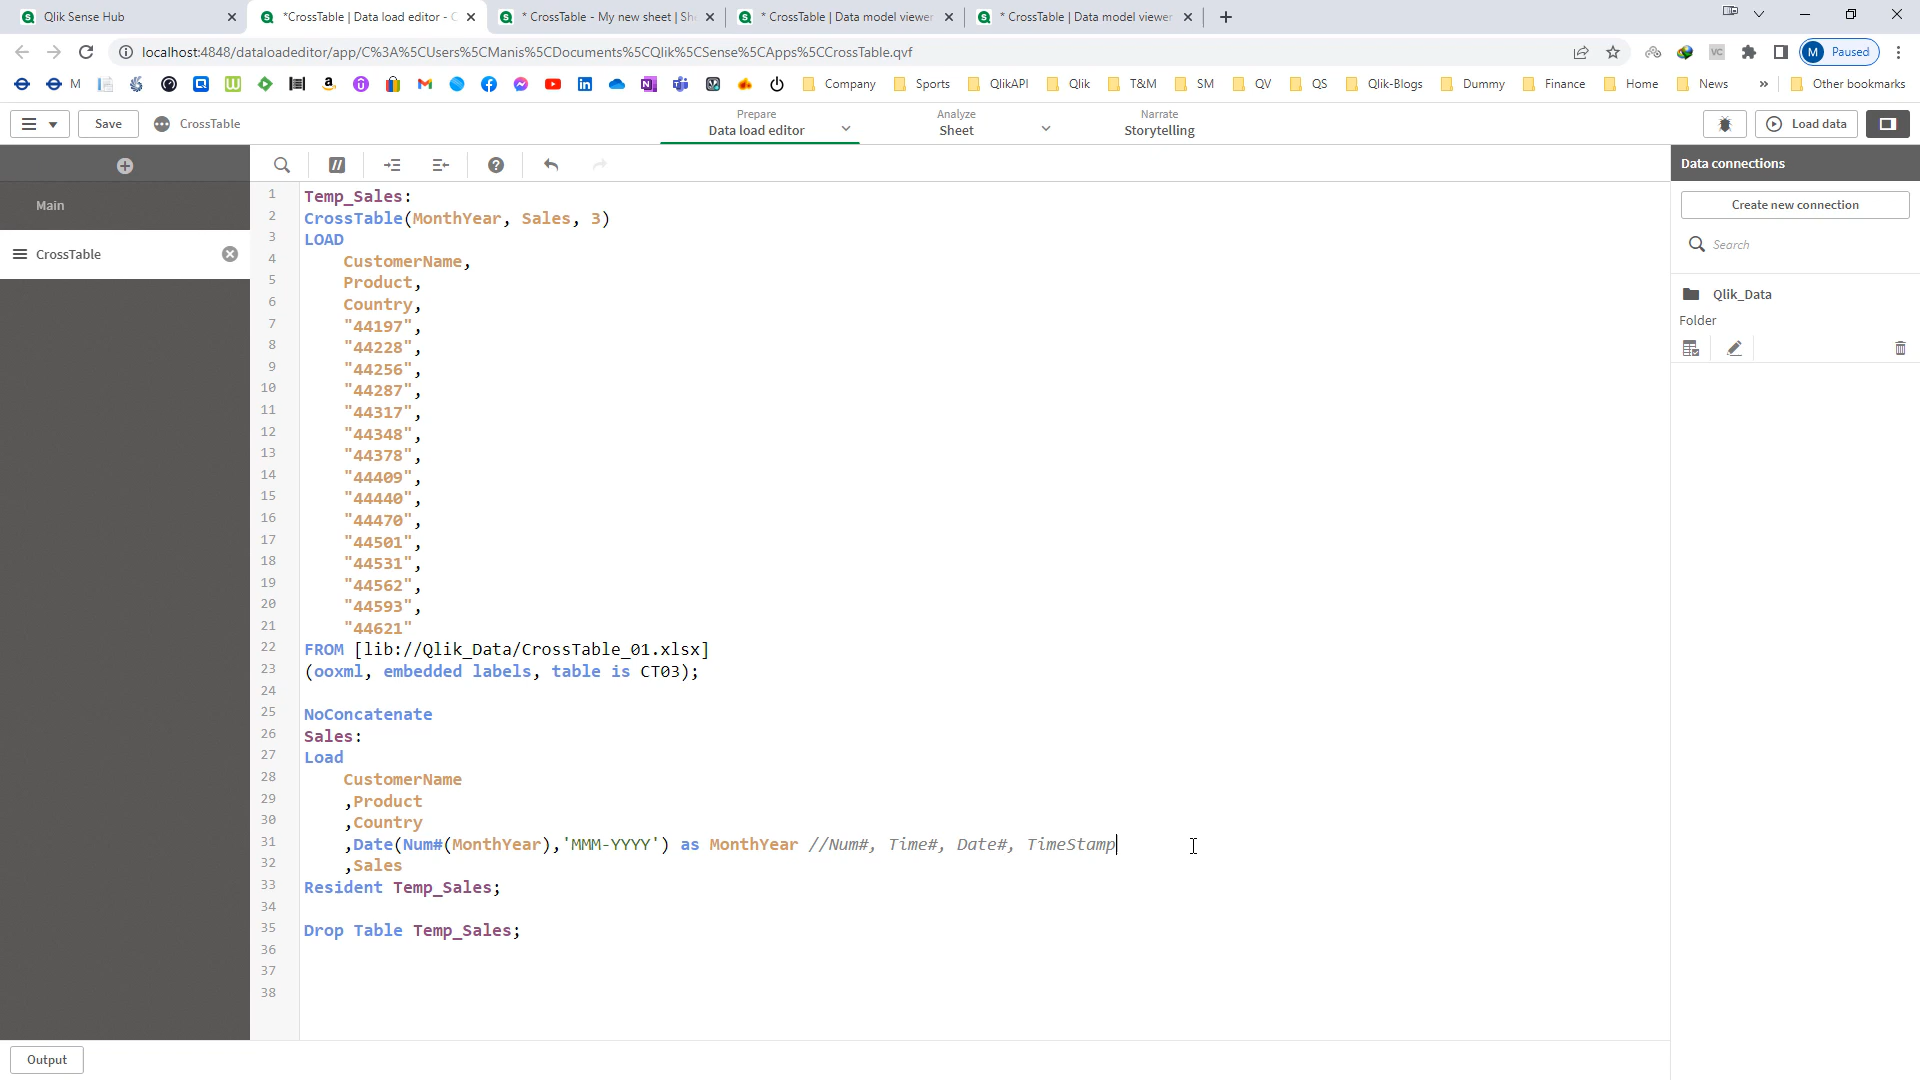 Qlik Sense Hub
*CrossTable | Data load editor - C
* CrossTable - My new sheet | She
* CrossTable | Data model viewer
* CrossTable | Data model viewer
localhost:4848/dataloadeditor/app/C%3A%5CUsers%5CManis%5CDocuments%5CQlik%5CSense%5CApps%5CCrossTable.qvf
M Paused
M
Company
Sports
QlikAPI
Qlik
T&M
SM
QV
QS
Qlik-Blogs
Dummy
Finance
Home
News
»
Other bookmarks
Save
CrossTable
Prepare
Data load editor
Analyze
Sheet
Narrate
Storytelling
Load data
Main
CrossTable
1 Temp_Sales:
2 CrossTable(MonthYear, Sales, 3)
3 LOAD
4 CustomerName,
5 Product,
6 Country,
7 "44197",
8 "44228",
9 "44256",
10 "44287",
11 "44317",
12 "44348",
13 "44378",
14 "44409",
15 "44440",
16 "44470",
17 "44501",
18 "44531",
19 "44562",
20 "44593",
21 "44621"
22 FROM [lib://Qlik_Data/CrossTable_01.xlsx]
23 (ooxml, embedded labels, table is CT03);
24
25 NoConcatenate
26 Sales:
27 Load
28 CustomerName
29 ,Product
30 ,Country
31 ,Date(Num#(MonthYear),'MMM-YYYY') as MonthYear //Num#, Time#, Date#, TimeStamp
32 ,Sales
33 Resident Temp_Sales;
34
35 Drop Table Temp_Sales;
36
37
38
Data connections
Create new connection
Search
Qlik_Data
Folder
Output